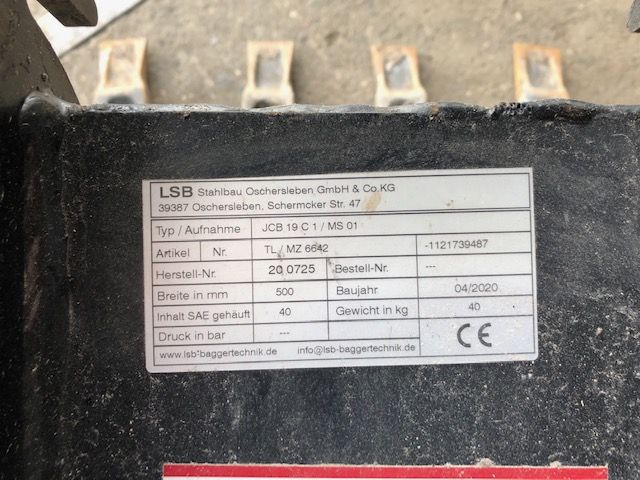 LSB Stahlbau Oschersleben GmbH & Co.KG
39387 Oschersleben, Schermcker Str. 47
Typ / Aufnahme JCB 19 C 1 / MS 01
Artikel Nr. TL / MZ 6642 -1121739487
Herstell-Nr. 20 0725 Bestell-Nr. ---
Breite in mm 500 Baujahr 04/2020
Inhalt SAE gehäuft 40 Gewicht in kg 40
Druck in bar --- CE
www.lsb-baggertechnik.de info@lsb-baggertechnik.de